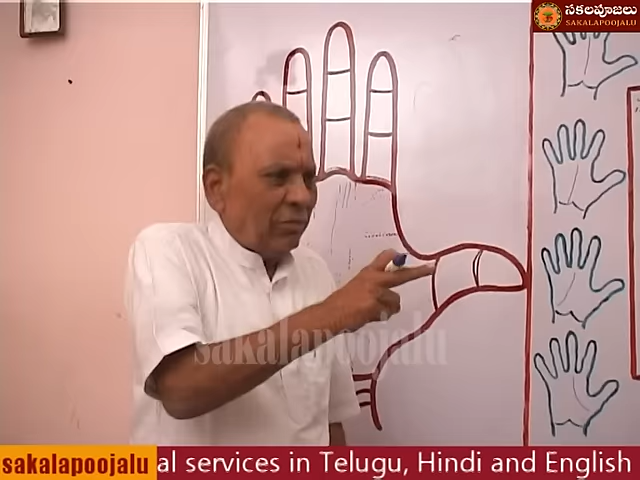 సకలపూజలు
SAKALAPOOJALU
sakalapoojalu
sakalapoojalu al services in Telugu, Hindi and English